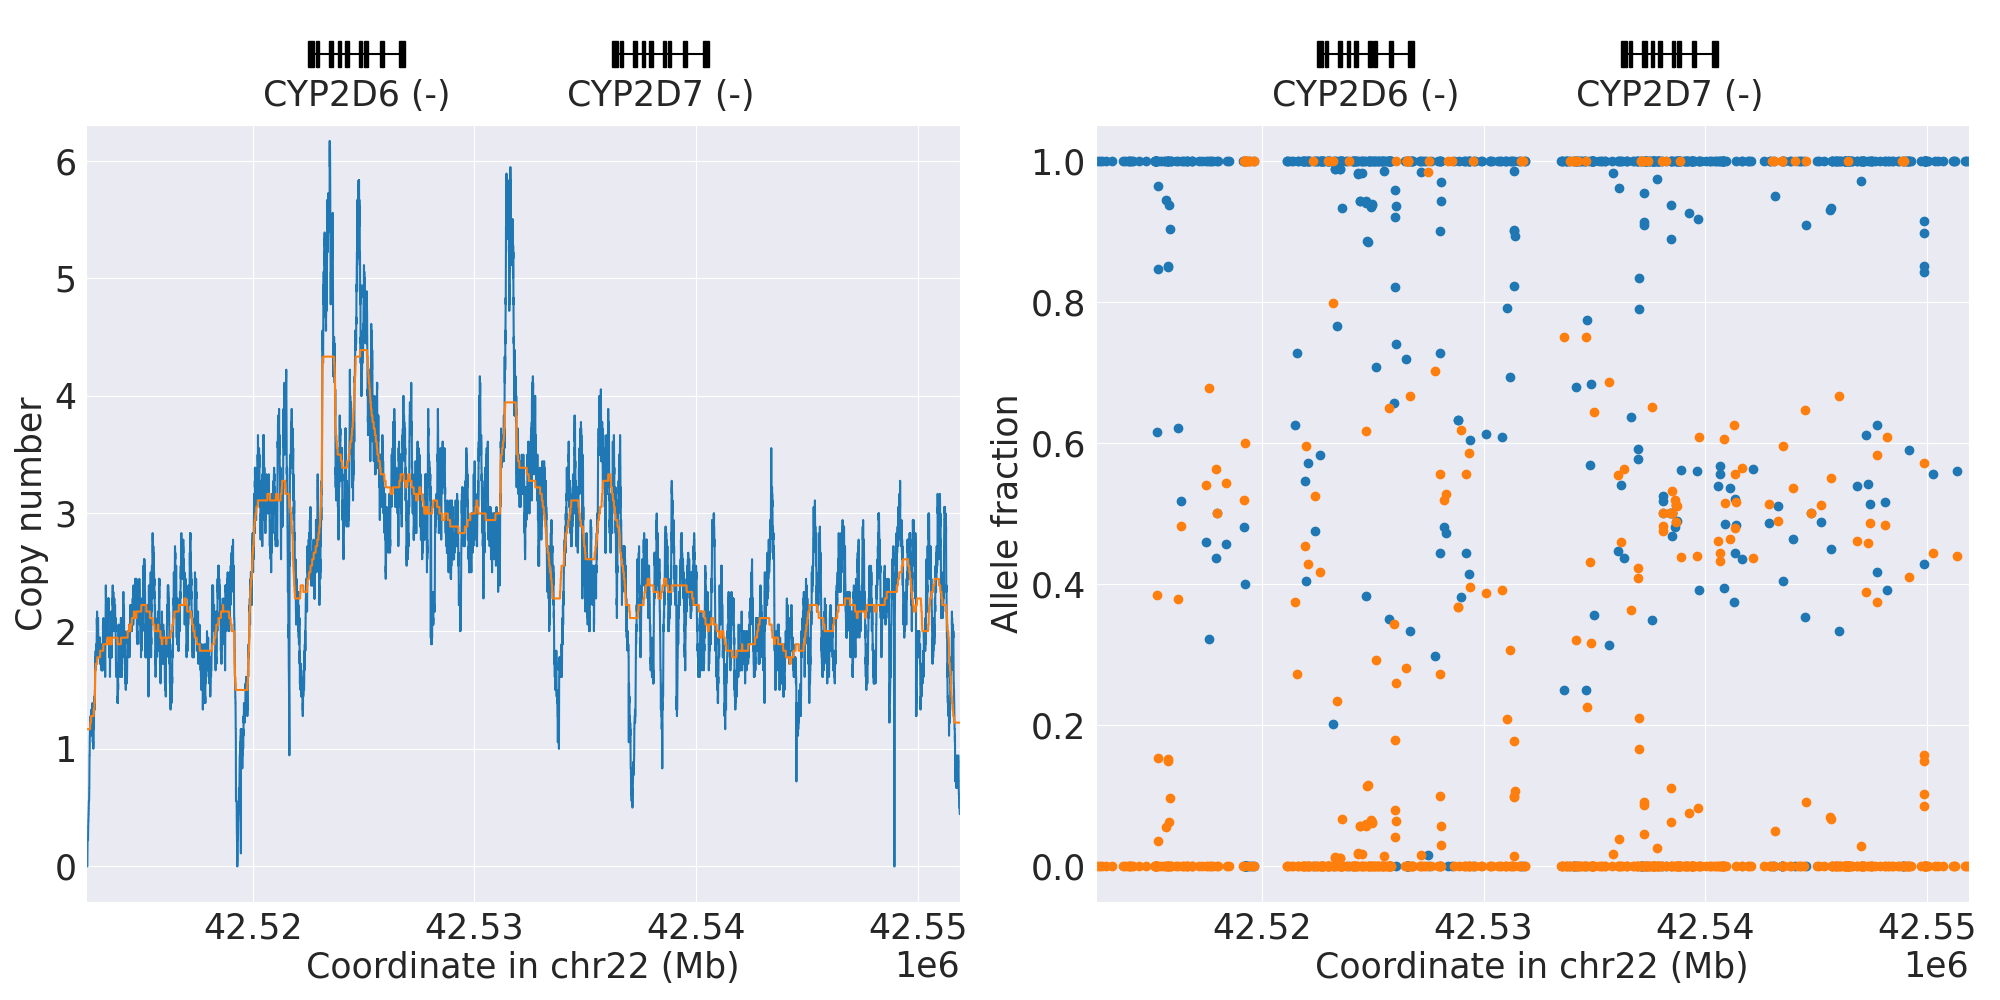 CYP2D6 (-) CYP2D7 (-)
Copy number
6
5
4
3
2
1
0
42.52 42.53 42.54 42.55
Coordinate in chr22 (Mb) 1e6
CYP2D6 (-) CYP2D7 (-)
Allele fraction
1.0
0.8
0.6
0.4
0.2
0.0
42.52 42.53 42.54 42.55
Coordinate in chr22 (Mb) 1e6